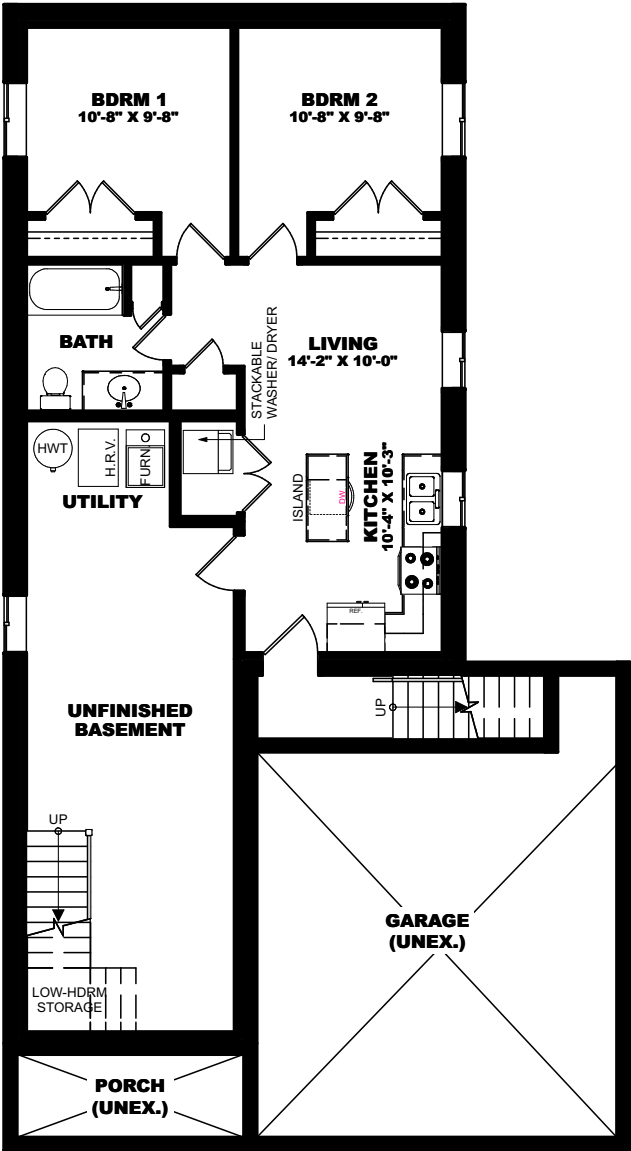 BDRM 1
10'-8" X 9'-8"
BDRM 2
10'-8" X 9'-8"
BATH
LIVING
14'-2" X 10'-0"
STACKABLE
WASHER/ DRYER
HWT
H.R.V.
FURN.
UTILITY
ISLAND
DW
KITCHEN
10'-4" X 10'-3"
REF.
UP
UNFINISHED
BASEMENT
UP
GARAGE
(UNEX.)
LOW-HDRM
STORAGE
PORCH
(UNEX.)